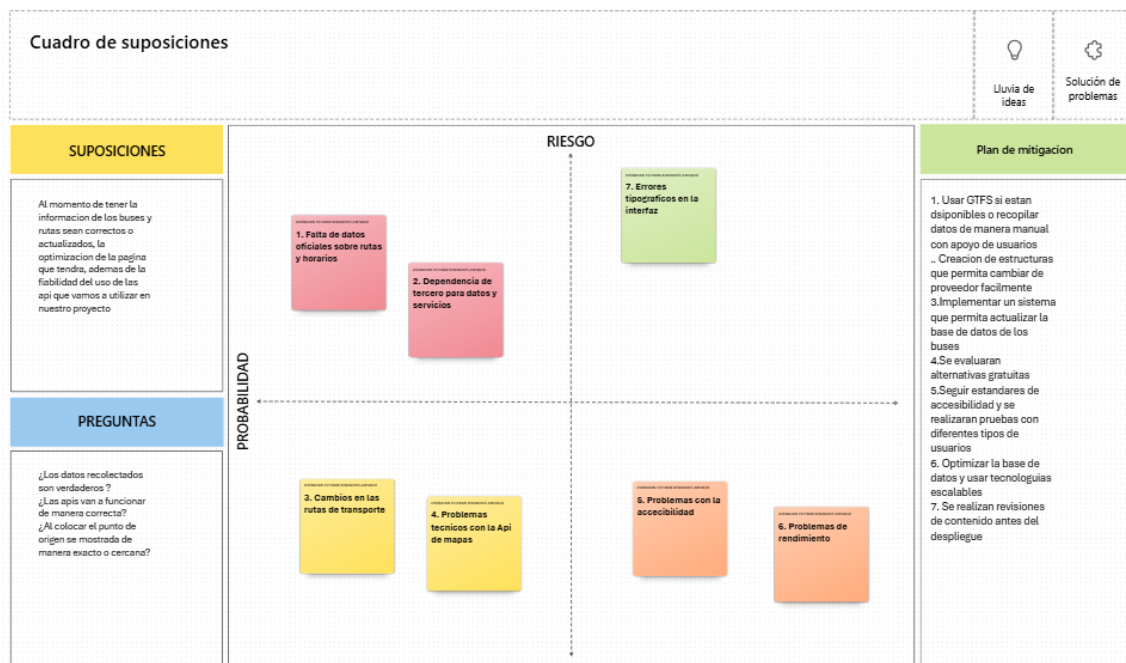 Cuadro de suposiciones
Lluvia de
ideas
Solución de
problemas
SUPOSICIONES
Al momento de tener la
informacion de los buses y
rutas sean correctos o
actualizados, la
optimizacion de la pagina
que tendra, ademas de la
fiabilidad del uso de las
api que vamos a utilizar en
nuestro proyecto
PREGUNTAS
¿Los datos recolectados
son verdaderos ?
¿Las apis van a funcionar
de manera correcta?
¿Al colocar el punto de
origen se mostrada de
manera exacto o cercana?
RIESGO
PROBABILIDAD
1. Falta de datos
oficiales sobre rutas
y horarios
2. Dependencia de
tercero para datos y
servicios
7. Errores
tipograficos en la
interfaz
3. Cambios en las
rutas de transporte
4. Problemas
tecnicos con la Api
de mapas
5. Problemas con la
accecibilidad
6. Problemas de
rendimiento
Plan de mitigacion
1. Usar GTFS si estan
dsiponibles o recopilar
datos de manera manual
con apoyo de usuarios
.. Creacion de estructuras
que permita cambiar de
proveedor facilmente
3.Implementar un sistema
que permita actualizar la
base de datos de los
buses
4.Se evaluaran
alternativas gratuitas
5.Seguir estandares de
accesibilidad y se
realizaran pruebas con
diferentes tipos de
usuarios
6. Optimizar la base de
datos y usar tecnologuias
escalables
7. Se realizan revisiones
de contenido antes del
despliegue